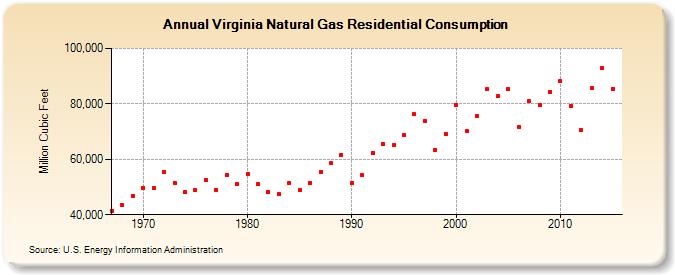 Annual Virginia Natural Gas Residential Consumption
100,000
80,000
60,000
40,000
Million Cubic Feet
1970 1980 1990 2000 2010
Source: U.S. Energy Information Administration